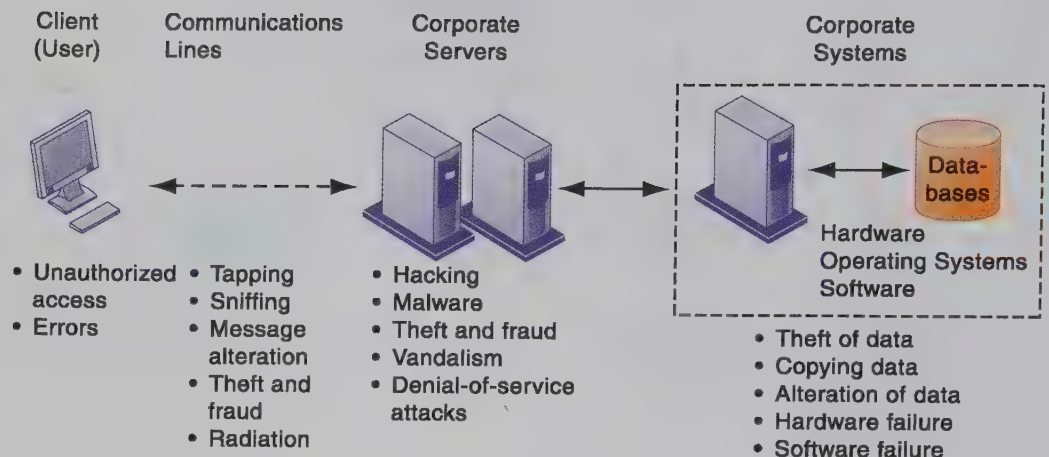 Client
(User)
Communications
Lines
Corporate
Servers
Corporate
Systems
Data-
bases
Hardware
Operating Systems
Software
• Unauthorized
access
• Errors
• Tapping
• Sniffing
• Message
alteration
• Theft and
fraud
• Radiation
• Hacking
• Malware
• Theft and fraud
• Vandalism
• Denial-of-service
attacks
• Theft of data
• Copying data
• Alteration of data
• Hardware failure
• Software failure